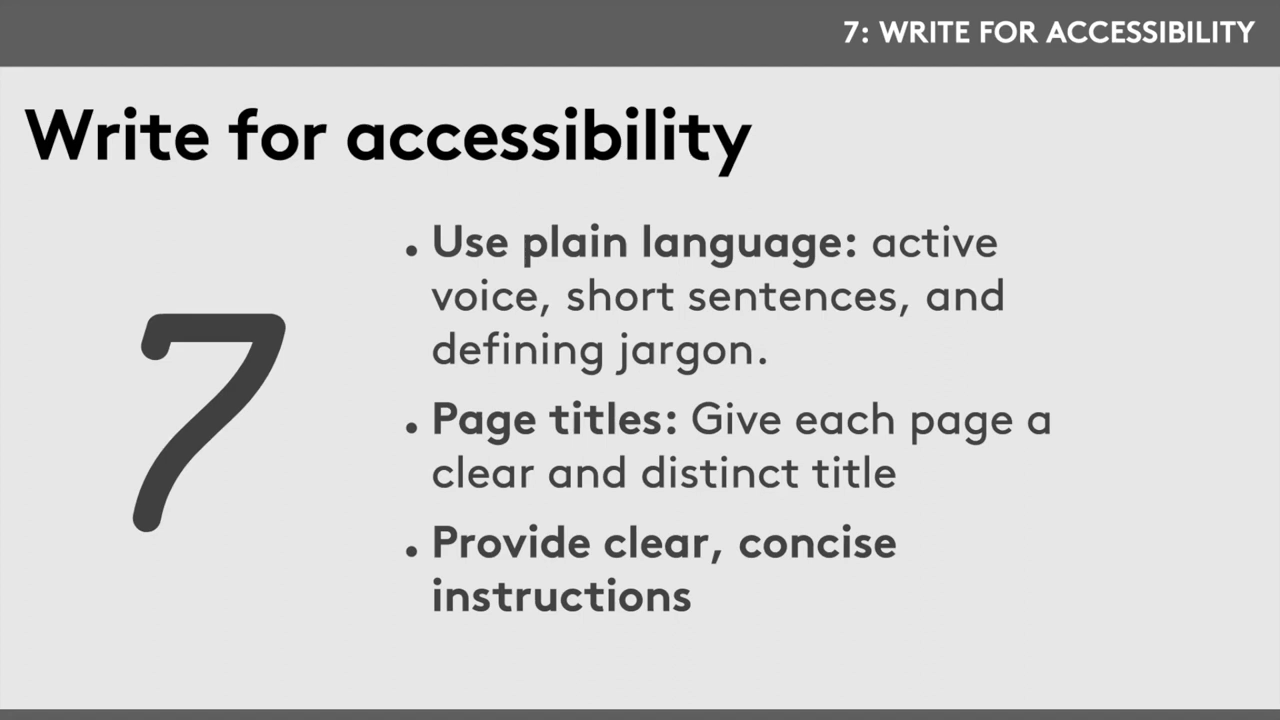 7: WRITE FOR ACCESSIBILITY
Write for accessibility
7
• Use plain language: active
voice, short sentences, and
defining jargon.
• Page titles: Give each page a
clear and distinct title
• Provide clear, concise
instructions